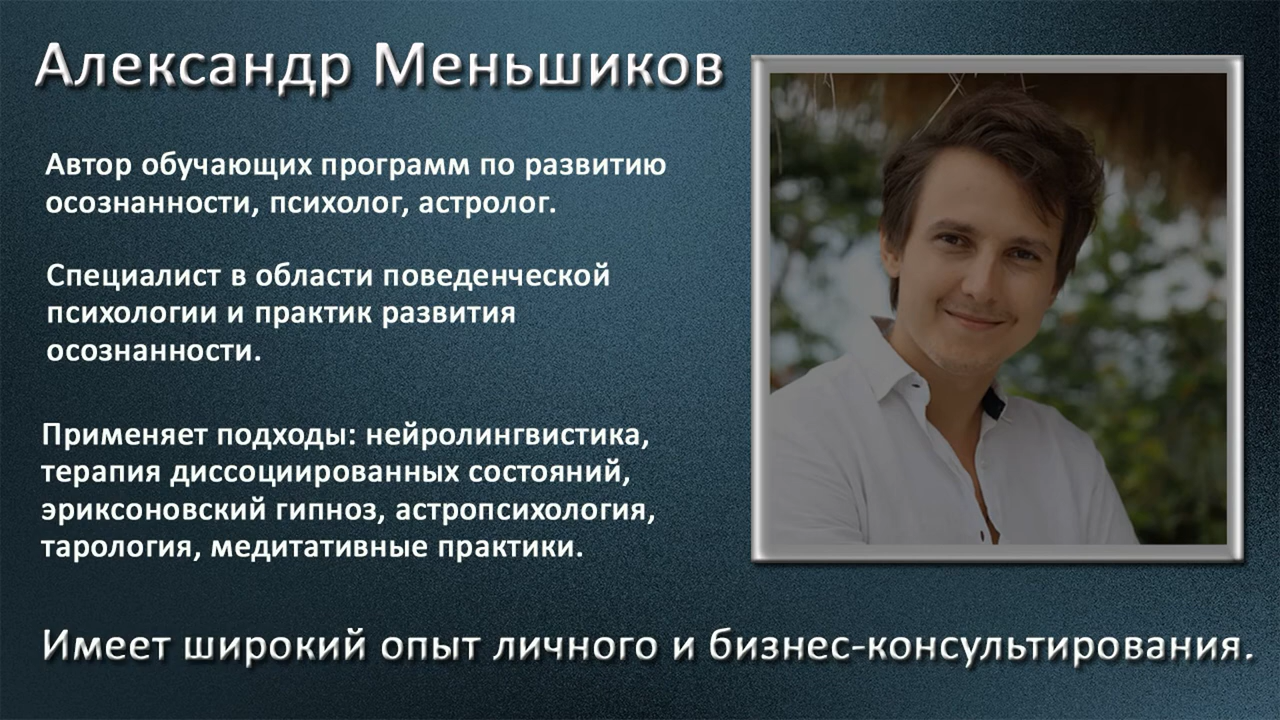 Александр Меньшиков
Автор обучающих программ по развитию
осознанности, психолог, астролог.
Специалист в области поведенческой
психологии и практик развития
осознанности.
Применяет подходы: нейролингвистика,
терапия диссоциированных состояний,
эриксоновский гипноз, астропсихология,
тарология, медитативные практики.
Имеет широкий опыт личного и бизнес-консультирования.